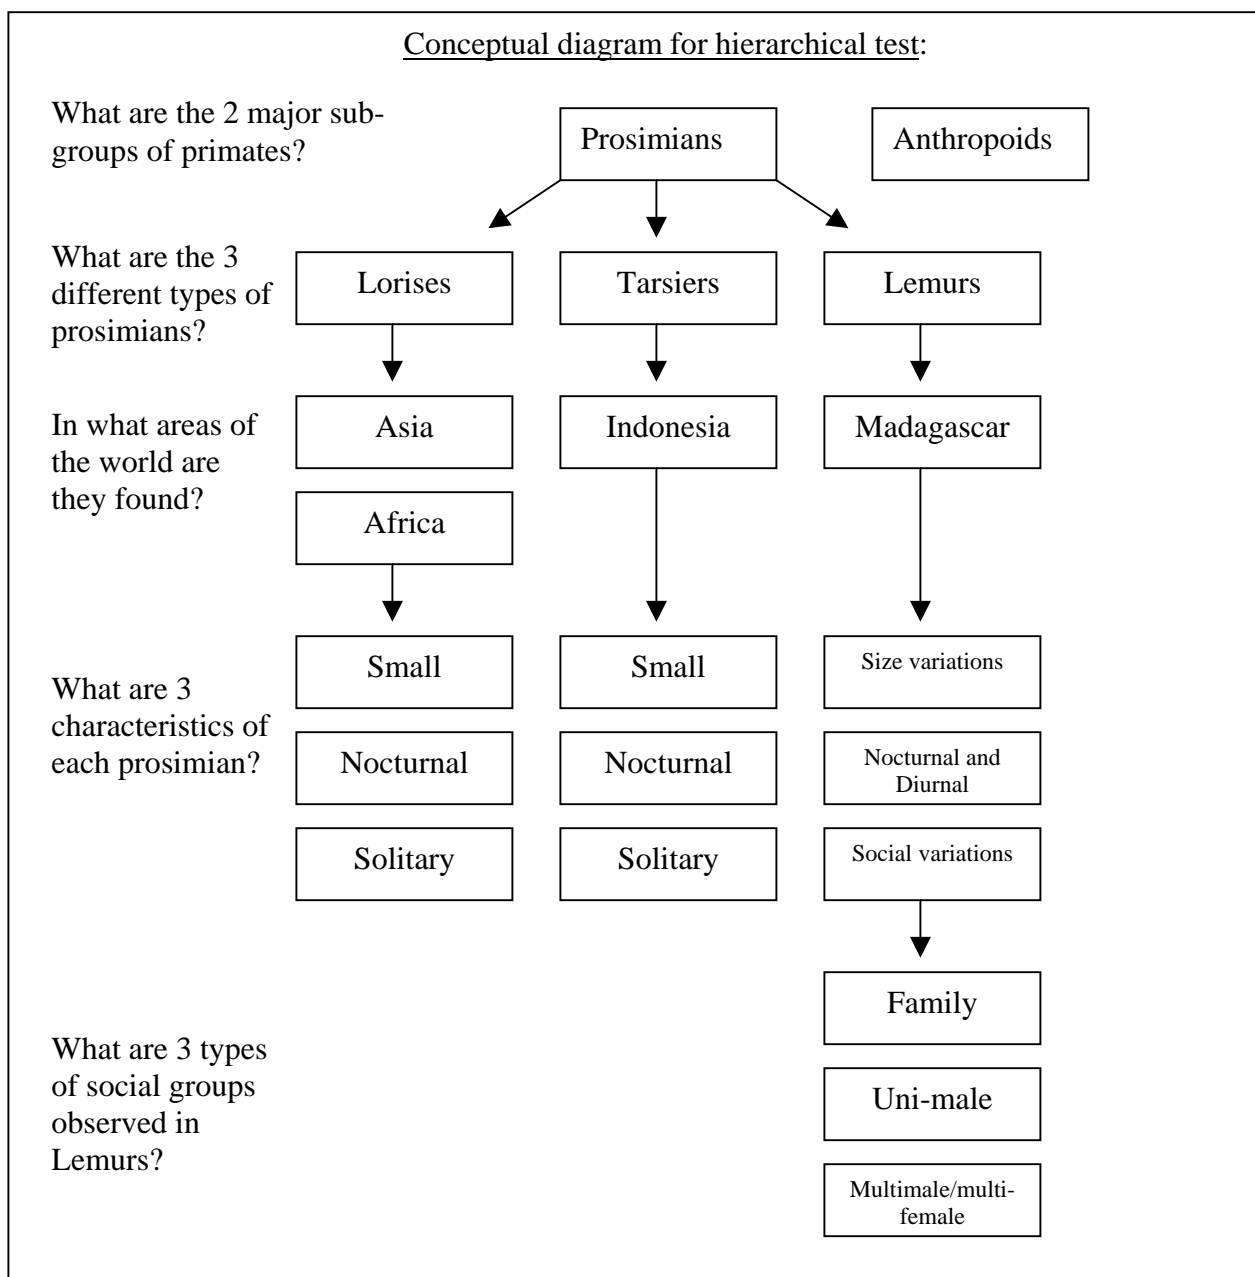 Conceptual diagram for hierarchical test:
What are the 2 major sub-
groups of primates?
Prosimians
Anthropoids
What are the 3
different types of
prosimians?
Lorises
Tarsiers
Lemurs
In what areas of
the world are
they found?
Asia
Indonesia
Madagascar
Africa
What are 3
characteristics of
each prosimian?
Small
Small
Size variations
Nocturnal
Nocturnal
Nocturnal and
Diurnal
Solitary
Solitary
Social variations
What are 3 types
of social groups
observed in
Lemurs?
Family
Uni-male
Multimale/multi-
female